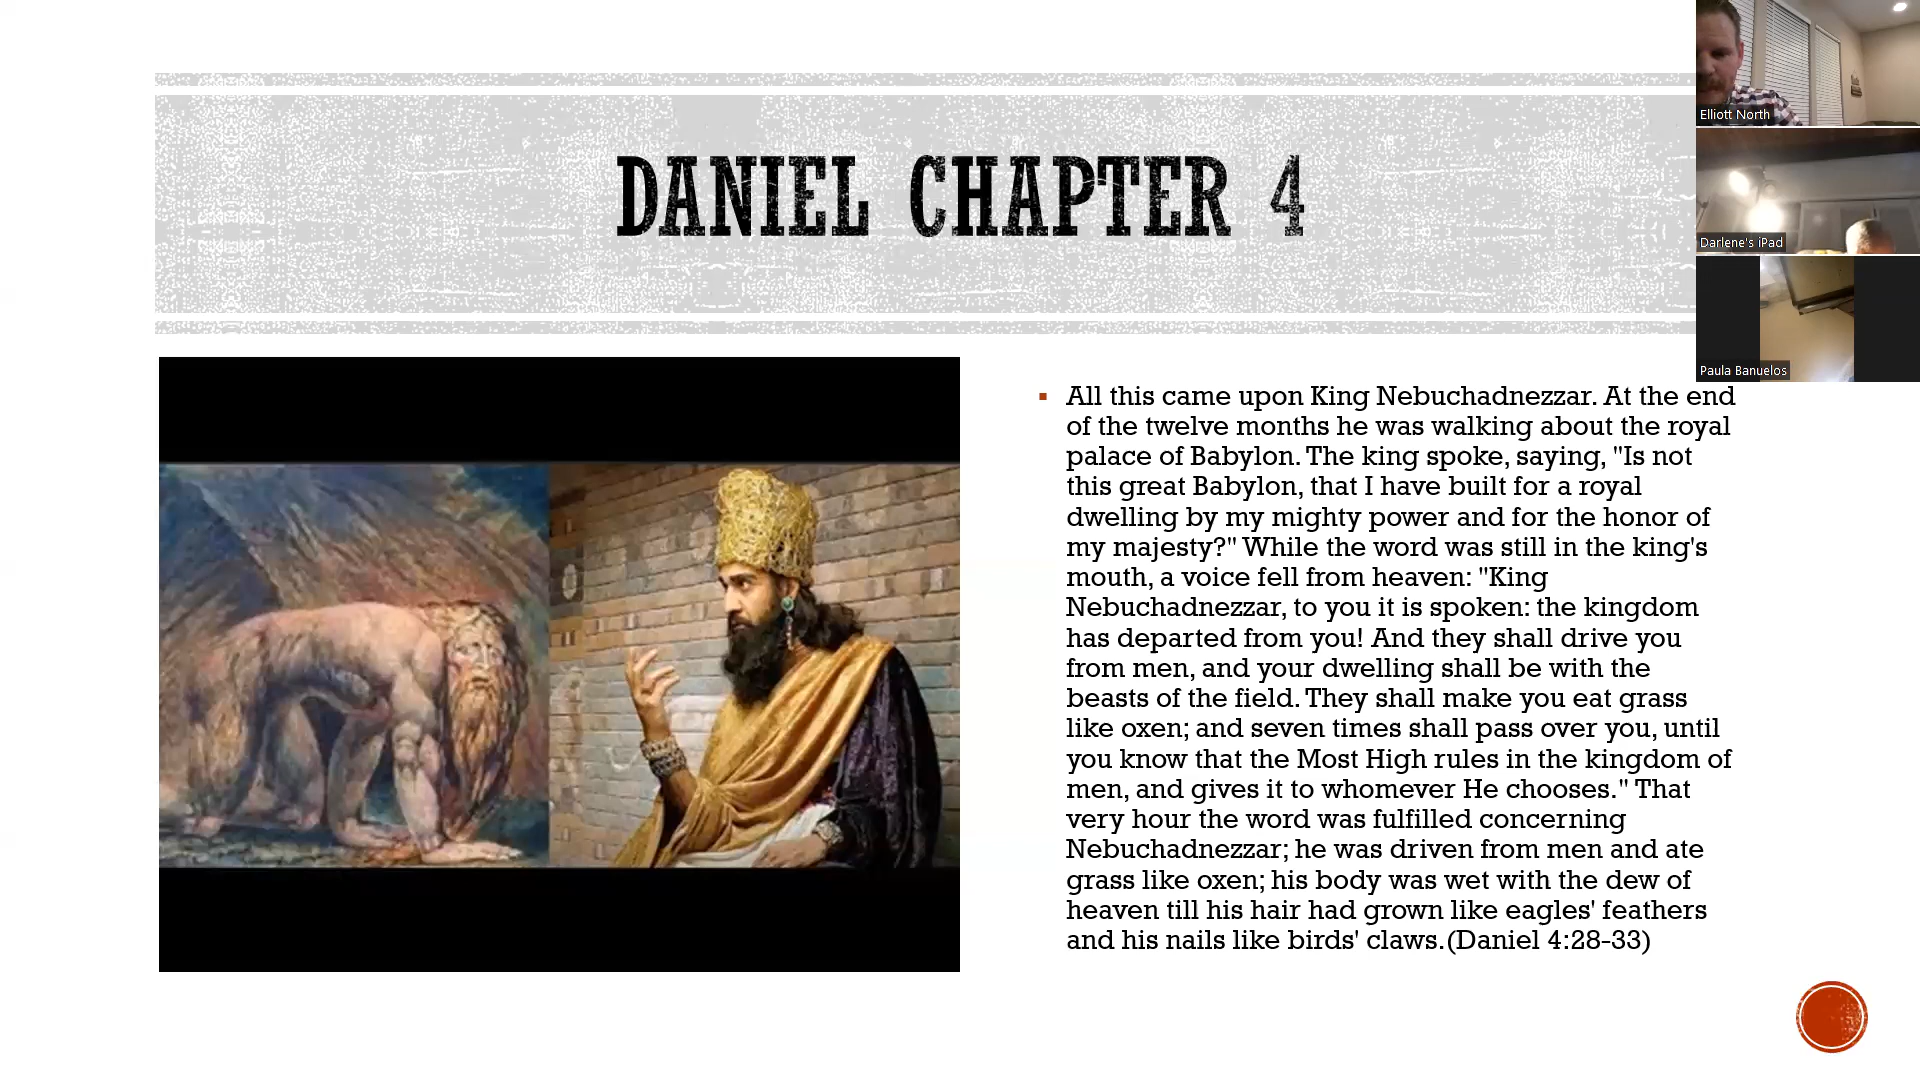 DANIEL CHAPTER 4
All this came upon King Nebuchadnezzar. At the end
of the twelve months he was walking about the royal
palace of Babylon. The king spoke, saying, "Is not
this great Babylon, that I have built for a royal
dwelling by my mighty power and for the honor of
my majesty?" While the word was still in the king's
mouth, a voice fell from heaven: "King
Nebuchadnezzar, to you it is spoken: the kingdom
has departed from you! And they shall drive you
from men, and your dwelling shall be with the
beasts of the field. They shall make you eat grass
like oxen; and seven times shall pass over you, until
you know that the Most High rules in the kingdom of
men, and gives it to whomever He chooses." That
very hour the word was fulfilled concerning
Nebuchadnezzar; he was driven from men and ate
grass like oxen; his body was wet with the dew of
heaven till his hair had grown like eagles' feathers
and his nails like birds' claws.(Daniel 4:28-33)
Elliott North
Darlene's iPad
Paula Banuelos